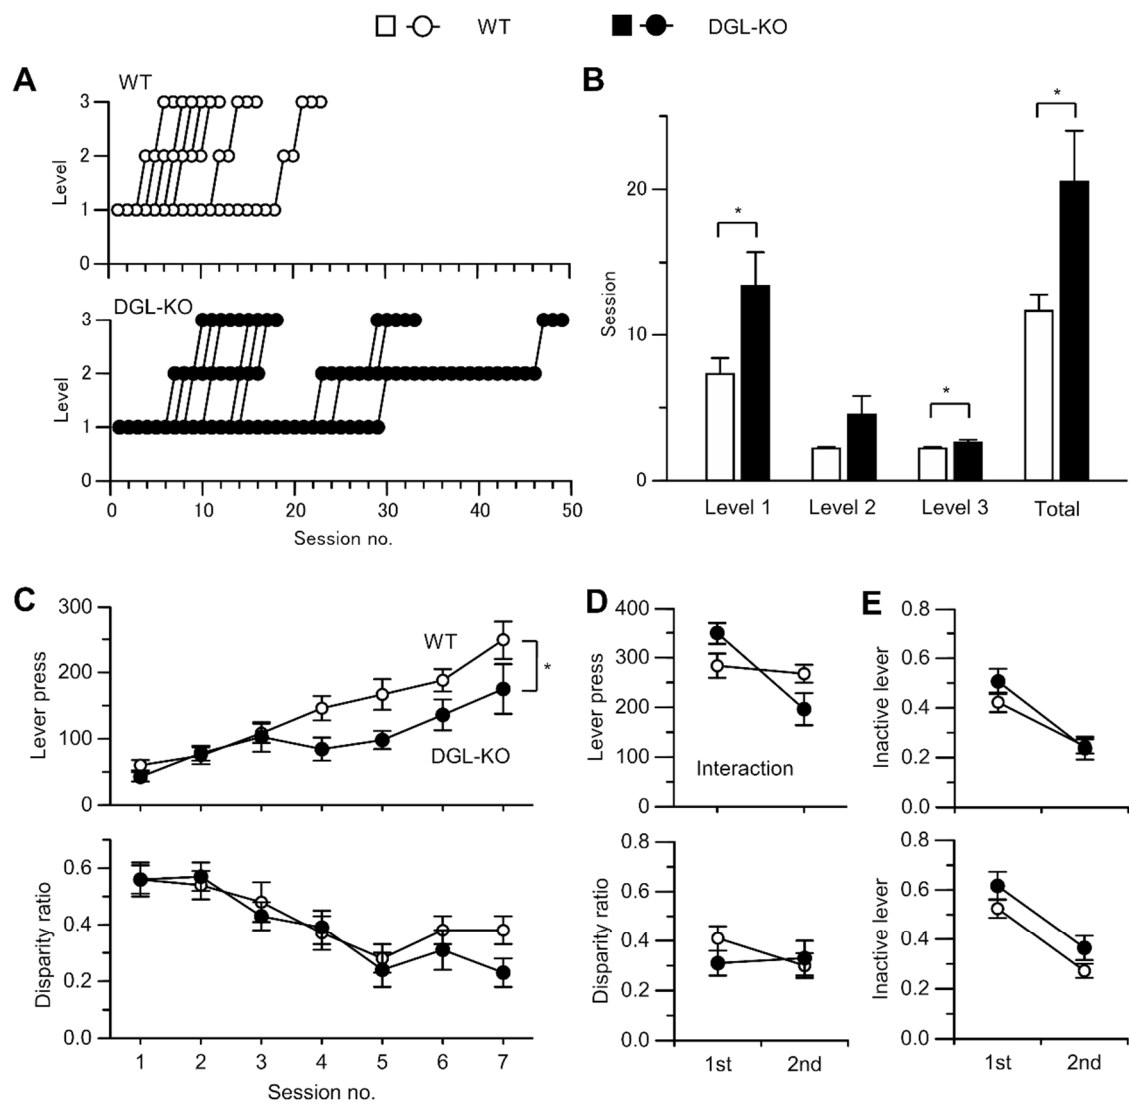 WT DGL-KO
A
WT
3
2
1
0
Level
DGL-KO
3
2
1
0
Level
0 10 20 30 40 50
Session no.
B
* * * *
20
10
0
Session
Level 1 Level 2 Level 3 Total
C
300
200
100
0
Lever press
WT
*
DGL-KO
0.6
0.4
0.2
0.0
Disparity ratio
1 2 3 4 5 6 7
Session no.
D
400
300
200
100
0
Lever press
Interaction
0.8
0.6
0.4
0.2
0.0
Disparity ratio
1st 2nd
E
0.8
0.6
0.4
0.2
0.0
Inactive lever
0.8
0.6
0.4
0.2
0.0
Inactive lever
1st 2nd